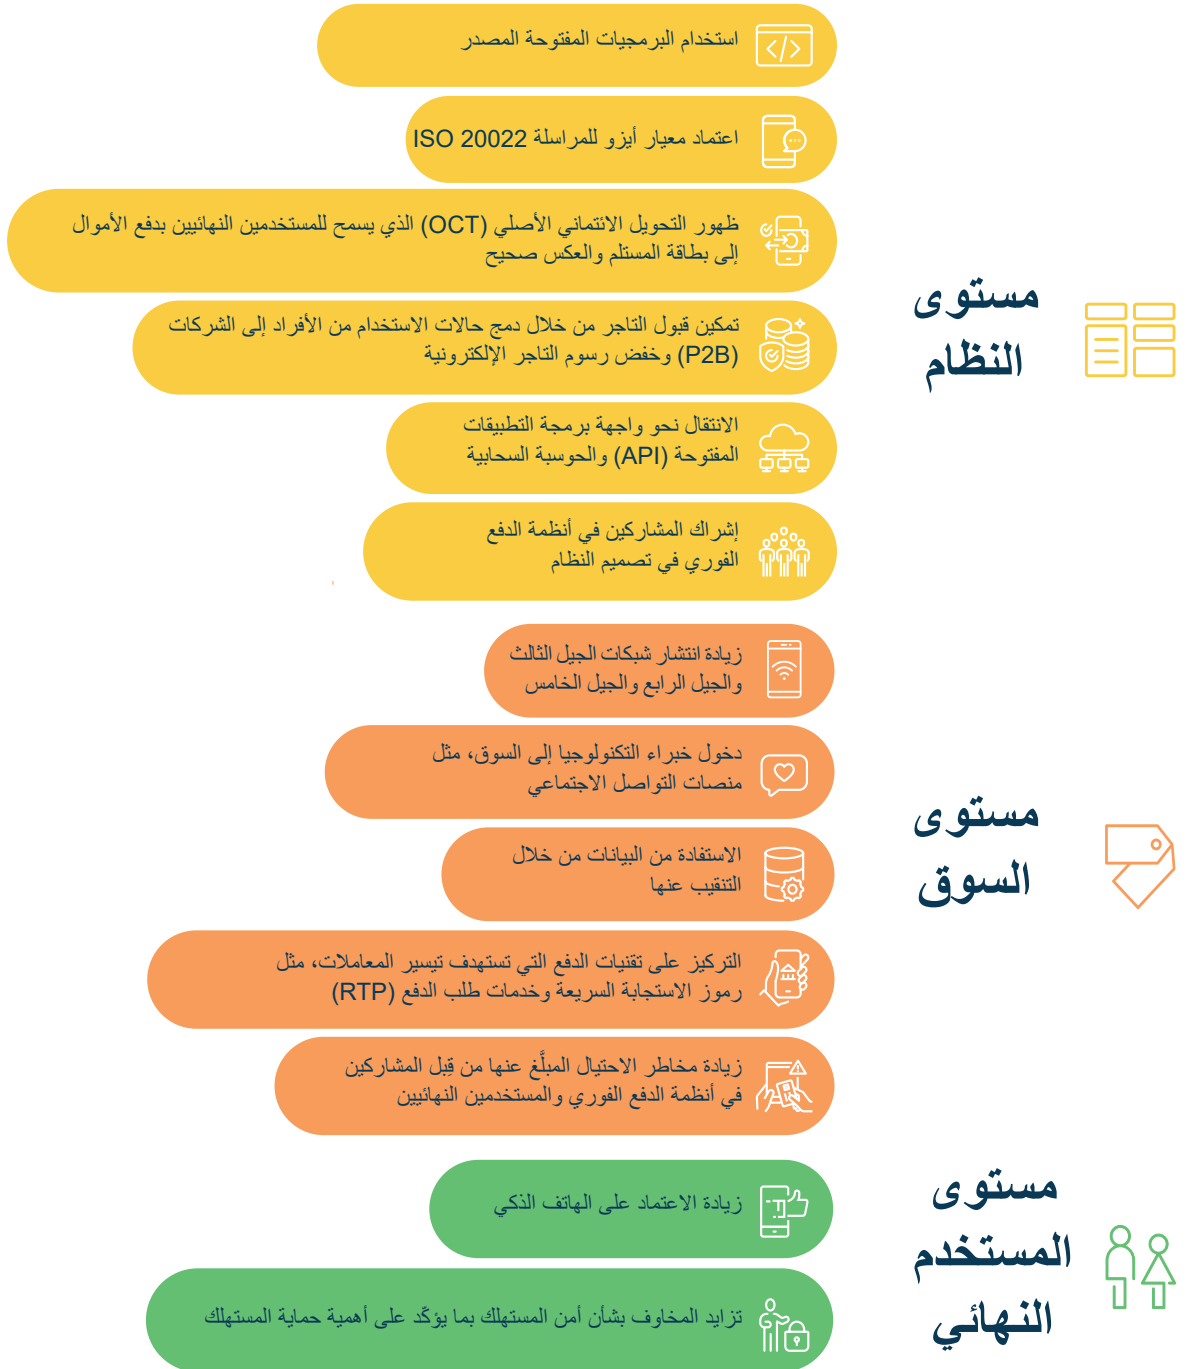 مستوى
النظام
استخدام البرمجيات المفتوحة المصدر
اعتماد معيار أيزو للمراسلة ISO 20022
ظهور التحويل الائتماني الأصلي (OCT) الذي يسمح للمستخدمين النهائيين بدفع الأموال
إلى بطاقة المستلم والعكس صحيح
تمكين قبول التاجر من خلال دمج حالات الاستخدام من الأفراد إلى الشركات
(P2B) وخفض رسوم التاجر الإلكترونية
الانتقال نحو واجهة برمجة التطبيقات
المفتوحة (API) والحوسبة السحابية
إشراك المشاركين في أنظمة الدفع
الفوري في تصميم النظام
مستوى
السوق
زيادة انتشار شبكات الجيل الثالث
والجيل الرابع والجيل الخامس
دخول خبراء التكنولوجيا إلى السوق، مثل
منصات التواصل الاجتماعي
الاستفادة من البيانات من خلال
التنقيب عنها
التركيز على تقنيات الدفع التي تستهدف تيسير المعاملات، مثل
رموز الاستجابة السريعة وخدمات طلب الدفع (RTP)
زيادة مخاطر الاحتيال المبلَّغ عنها من قِبل المشاركين
في أنظمة الدفع الفوري والمستخدمين النهائيين
مستوى
المستخدم
النهائي
زيادة الاعتماد على الهاتف الذكي
تزايد المخاوف بشأن أمن المستهلك بما يؤكّد على أهمية حماية المستهلك